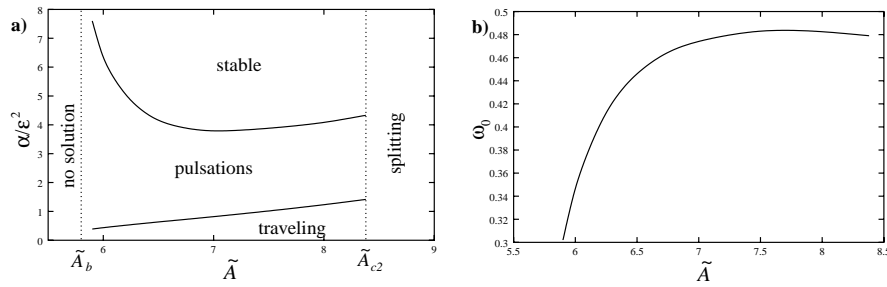 a)
8
7
6
5
4
3
2
1
0
α/ε²
no solution
stable
pulsations
traveling
splitting
6
7
8
9
Ã_b
Ã
Ã_c2
b)
0.5
0.48
0.46
0.44
0.42
0.4
0.38
0.36
0.34
0.32
0.3
ω₀
5.5
6
6.5
7
7.5
8
8.5
Ã